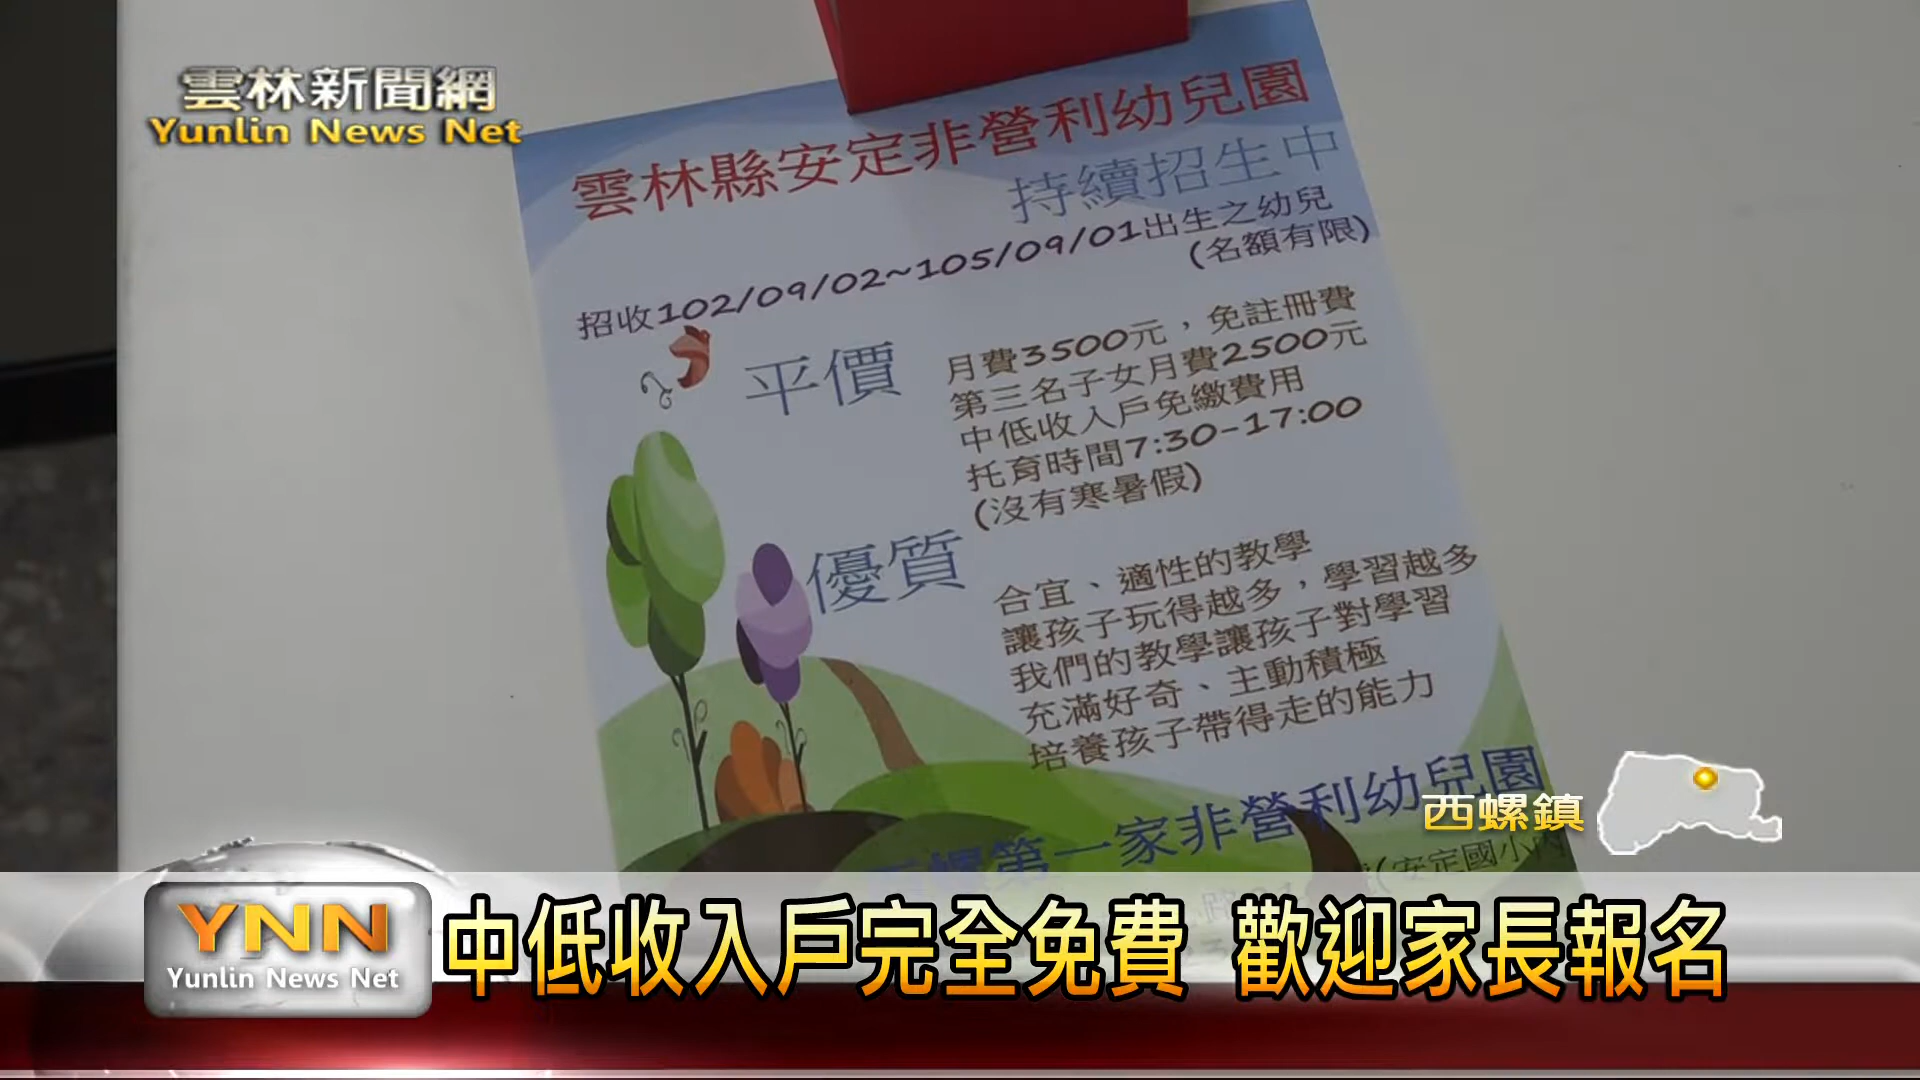 雲林新聞網
Yunlin News Net
雲林縣安定非營利幼兒園
持續招生中
招收102/09/02~105/09/01出生之幼兒
(名額有限)
平價
月費3500元，免註冊費
第三名子女月費2500元
中低收入戶免繳費用
托育時間7:30-17:00
(沒有寒暑假)
優質
合宜、適性的教學
讓孩子玩得越多，學習越多
我們的教學讓孩子對學習
充滿好奇、主動積極
培養孩子帶得走的能力
西螺第一家非營利幼兒園
(安定國小內
西螺鎮
YNN
Yunlin News Net
中低收入戶完全免費 歡迎家長報名